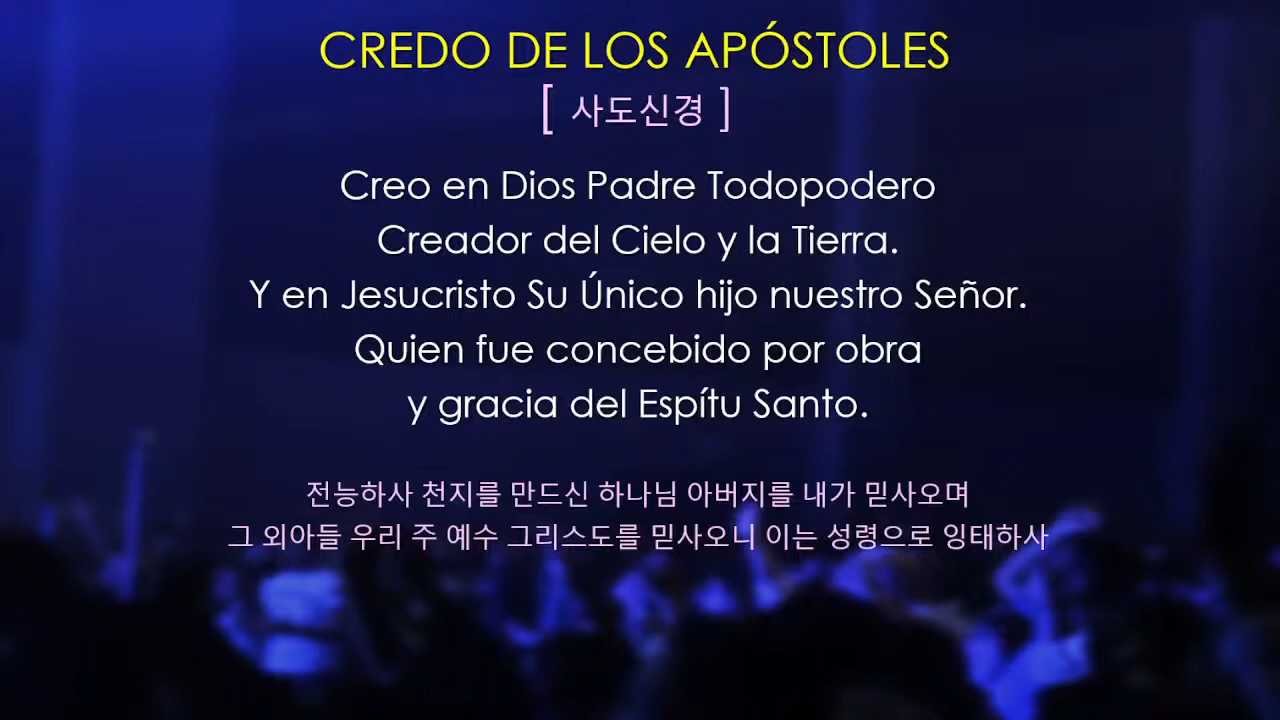 CREDO DE LOS APÓSTOLES
[ 사도신경 ]
Creo en Dios Padre Todopodero
Creador del Cielo y la Tierra.
Y en Jesucristo Su Único hijo nuestro Señor.
Quien fue concebido por obra
y gracia del Espítu Santo.
전능하사 천지를 만드신 하나님 아버지를 내가 믿사오며
그 외아들 우리 주 예수 그리스도를 믿사오니 이는 성령으로 잉태하사